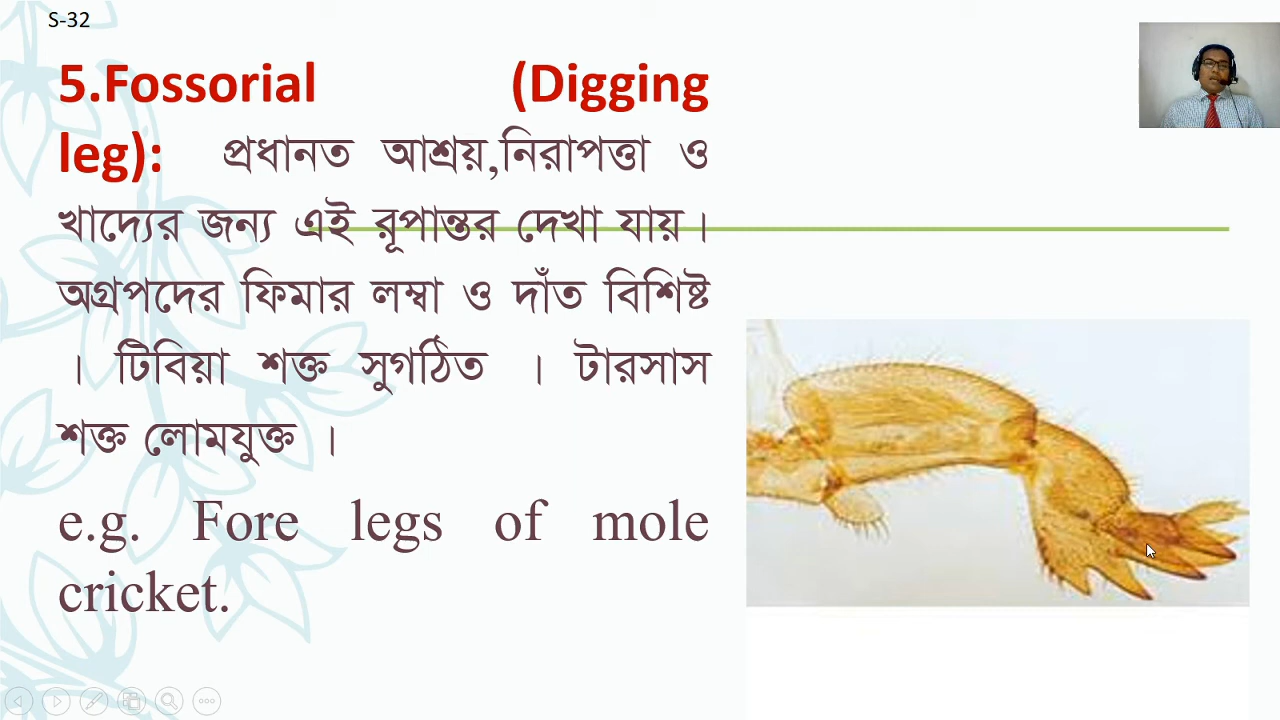 S-32
5.Fossorial (Digging
leg): প্রধানত আশ্রয়,নিরাপত্তা ও
খাদ্যের জন্য এই রূপান্তর দেখা যায়।
অগ্রপদের ফিমার লম্বা ও দাঁত বিশিষ্ট
। টিবিয়া শক্ত সুগঠিত । টারসাস
শক্ত লোমযুক্ত ।
e.g. Fore legs of mole
cricket.